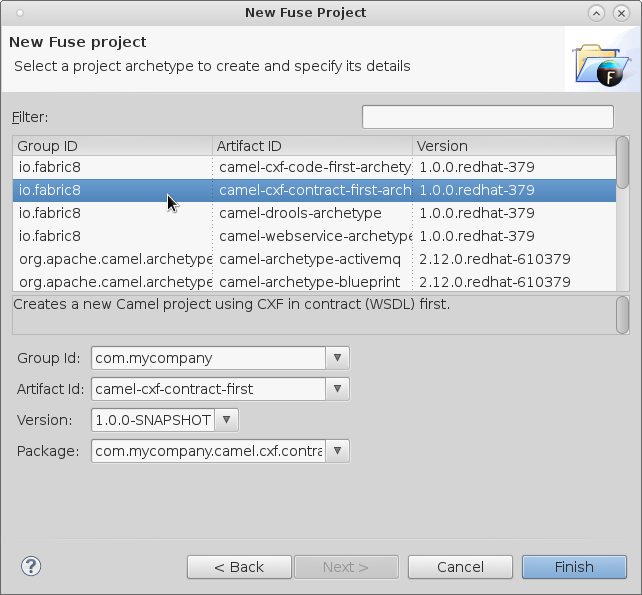 New Fuse Project
New Fuse project
Select a project archetype to create and specify its details
Filter:
Group ID Artifact ID Version
io.fabric8 camel-cxf-code-first-archety 1.0.0.redhat-379
io.fabric8 camel-cxf-contract-first-arch 1.0.0.redhat-379
io.fabric8 camel-drools-archetype 1.0.0.redhat-379
io.fabric8 camel-webservice-archetype 1.0.0.redhat-379
org.apache.camel.archetype camel-archetype-activemq 2.12.0.redhat-610379
org.apache.camel.archetype camel-archetype-blueprint 2.12.0.redhat-610379
Creates a new Camel project using CXF in contract (WSDL) first.
Group Id: com.mycompany
Artifact Id: camel-cxf-contract-first
Version: 1.0.0-SNAPSHOT
Package: com.mycompany.camel.cxf.contra
? < Back Next > Cancel Finish